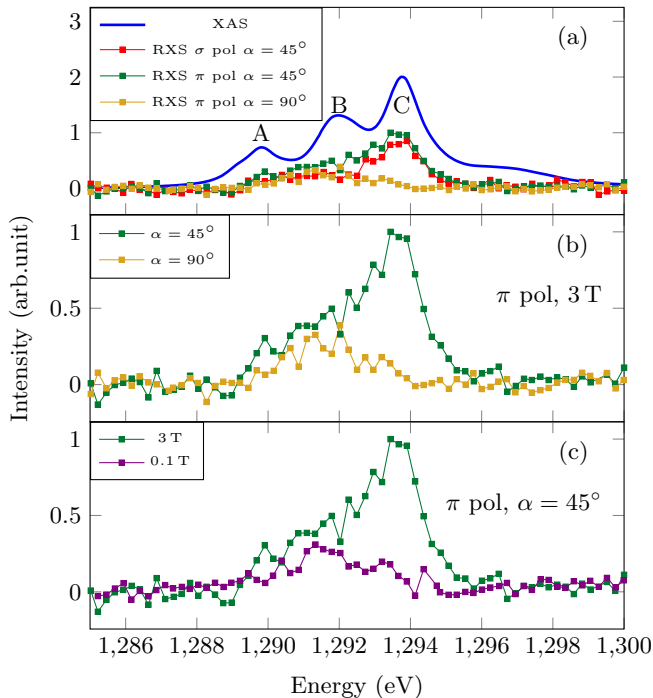 3
2
1
0
XAS
RXS σ pol α = 45°
RXS π pol α = 45°
RXS π pol α = 90°
(a)
A
B
C
1
0.5
0
α = 45°
α = 90°
(b)
π pol, 3 T
1
0.5
0
3 T
0.1 T
(c)
π pol, α = 45°
Intensity (arb.unit)
1,286 1,288 1,290 1,292 1,294 1,296 1,298 1,300
Energy (eV)